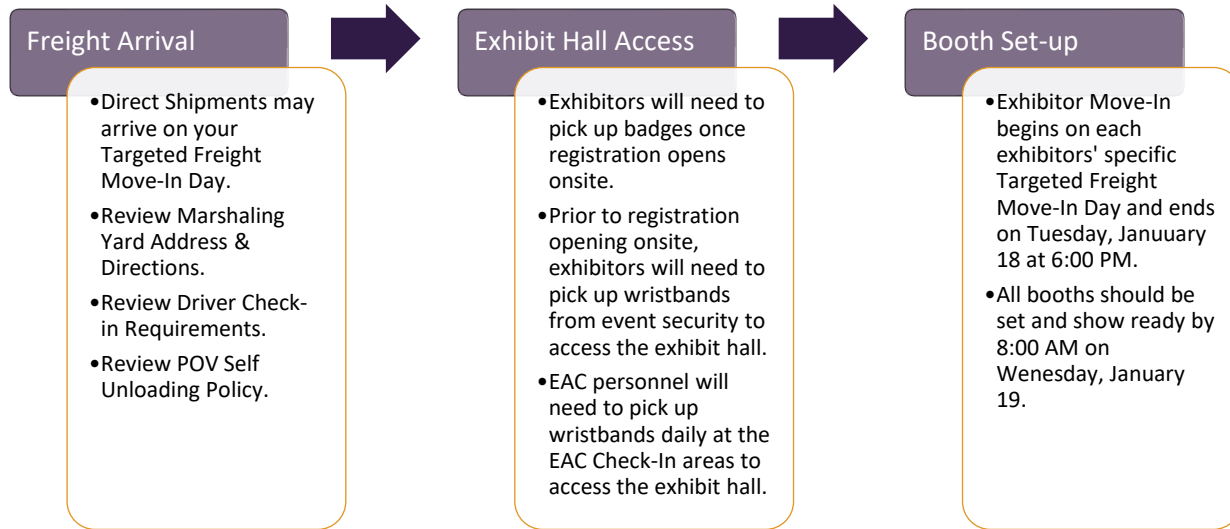 Freight Arrival
•Direct Shipments may
arrive on your
Targeted Freight
Move-In Day.
•Review Marshaling
Yard Address &
Directions.
•Review Driver Check-
in Requirements.
•Review POV Self
Unloading Policy.
Exhibit Hall Access
•Exhibitors will need to
pick up badges once
registration opens
onsite.
•Prior to registration
opening onsite,
exhibitors will need to
pick up wristbands
from event security to
access the exhibit hall.
•EAC personnel will
need to pick up
wristbands daily at the
EAC Check-In areas to
access the exhibit hall.
Booth Set-up
•Exhibitor Move-In
begins on each
exhibitors' specific
Targeted Freight
Move-In Day and ends
on Tuesday, Januuary
18 at 6:00 PM.
•All booths should be
set and show ready by
8:00 AM on
Wenesday, January
19.